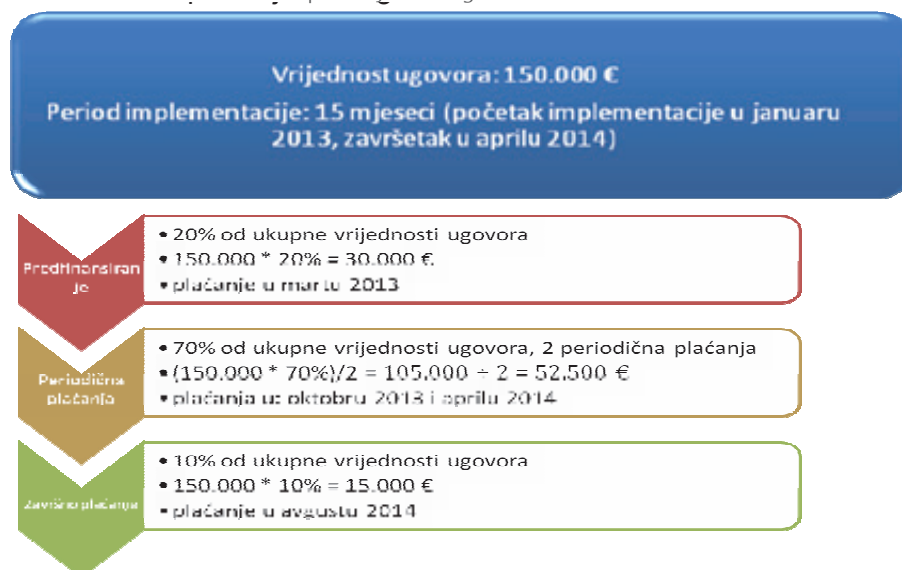 Vrijednost ugovora: 150.000 €
Period implementacije: 15 mjeseci (početak implementacije u januaru
2013, završetak u aprilu 2014)
Predfinansiran
je
• 20% od ukupne vrijednosti ugovora
• 150.000 * 20% = 30.000 €
• plaćanje u martu 2013
Periodična
plaćanja
• 70% od ukupne vrijednosti ugovora, 2 periodična plaćanja
• (150.000 * 70%)/2 = 105.000 ÷ 2 = 52.500 €
• plaćanja u: oktobru 2013 i aprilu 2014
Završno plaćanje
• 10% od ukupne vrijednosti ugovora
• 150.000 * 10% = 15.000 €
• plaćanje u avgustu 2014